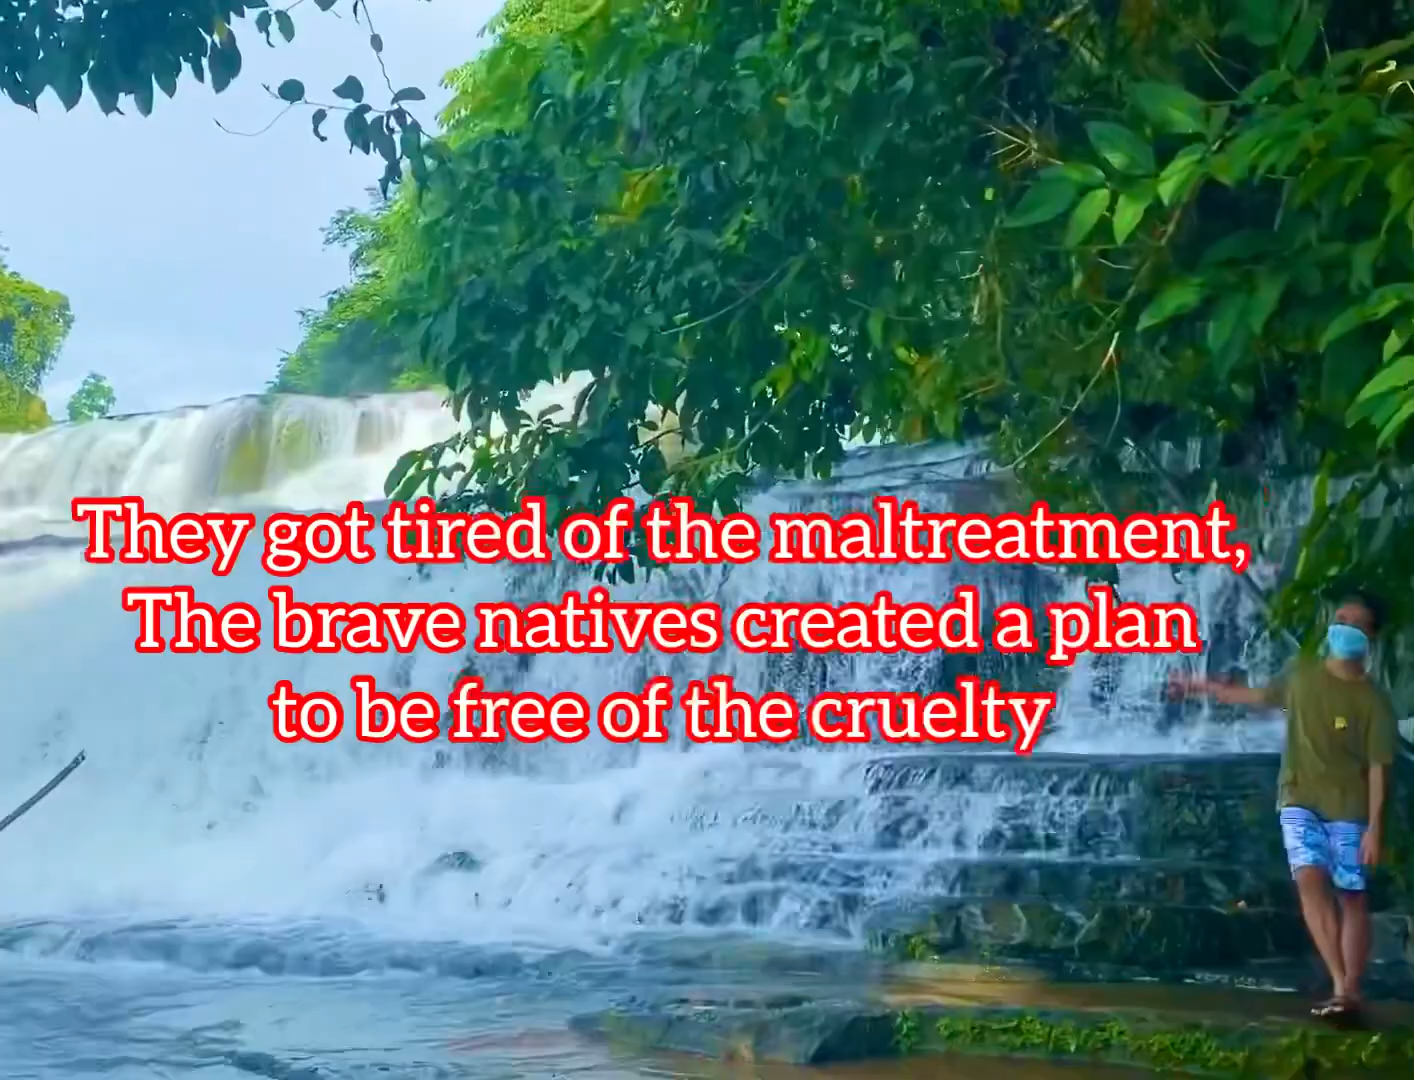 They got tired of the maltreatment,
The brave natives created a plan
to be free of the cruelty